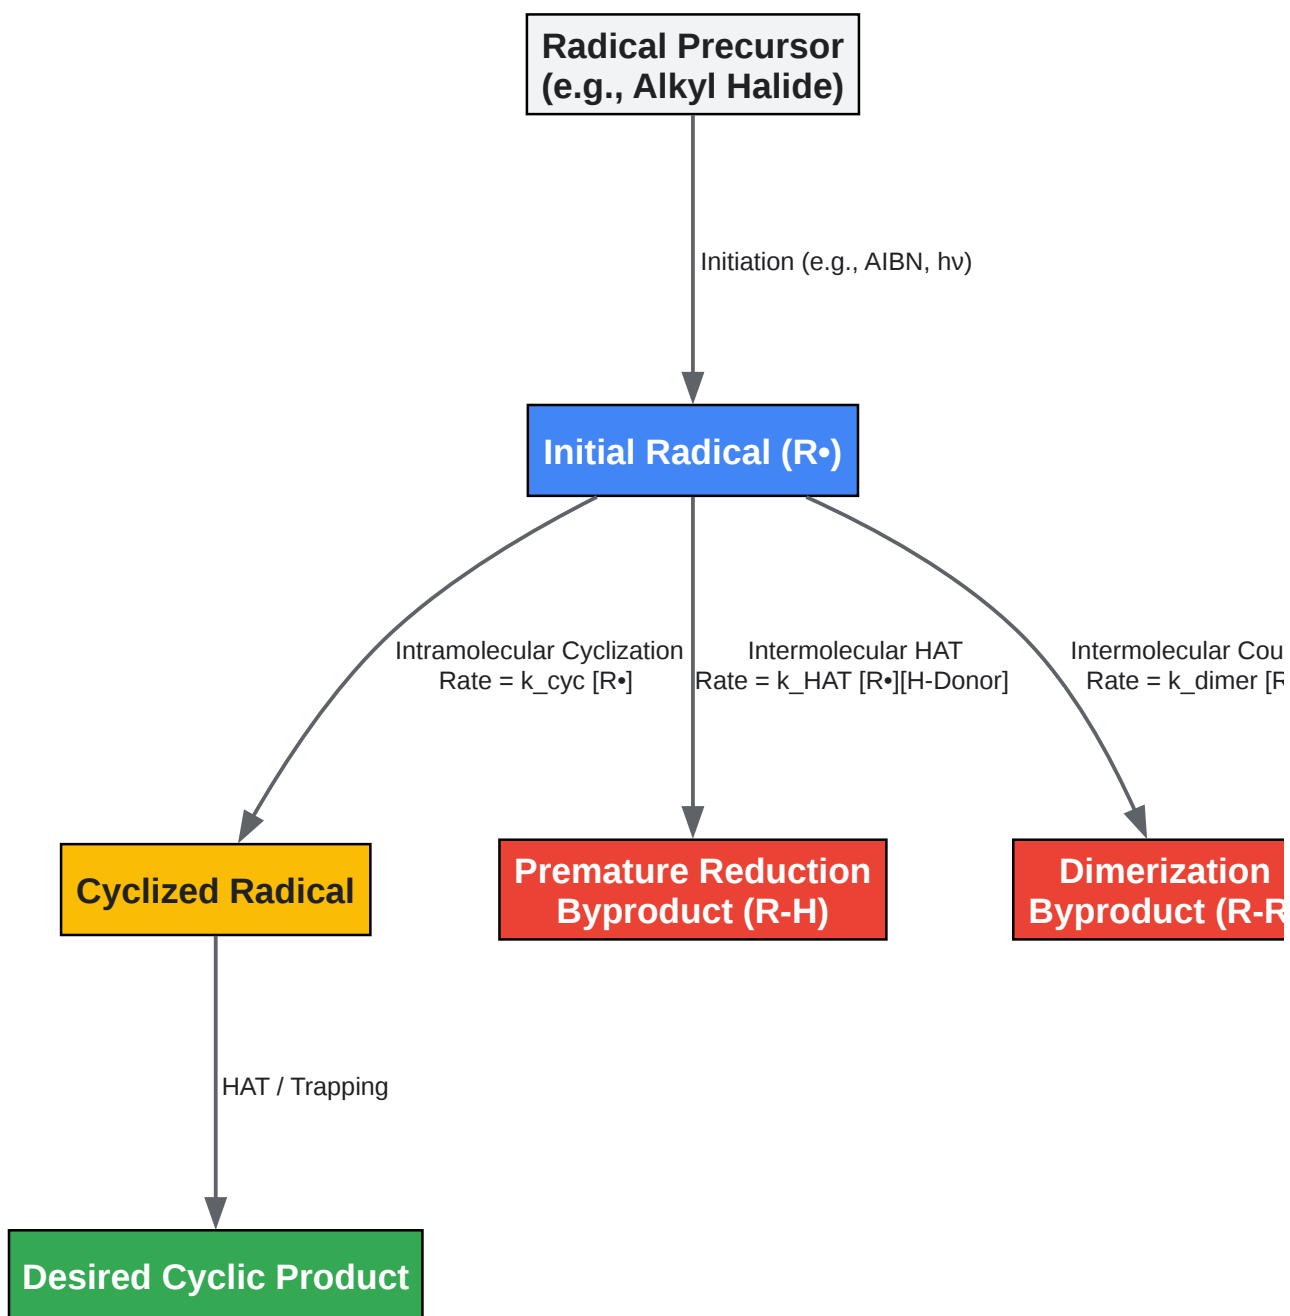 Radical Precursor
(e.g., Alkyl Halide)
Initiation (e.g., AIBN, hν)
Initial Radical (R•)
Intramolecular Cyclization
Rate = k_cyc [R•]
Intermolecular HAT
Rate = k_HAT [R•][H-Donor]
Intermolecular
Rate = k_dimer
Cyclized Radical
Premature Reduction
Byproduct (R-H)
Dimerization
Byproduct (R-R
HAT / Trapping
Desired Cyclic Product